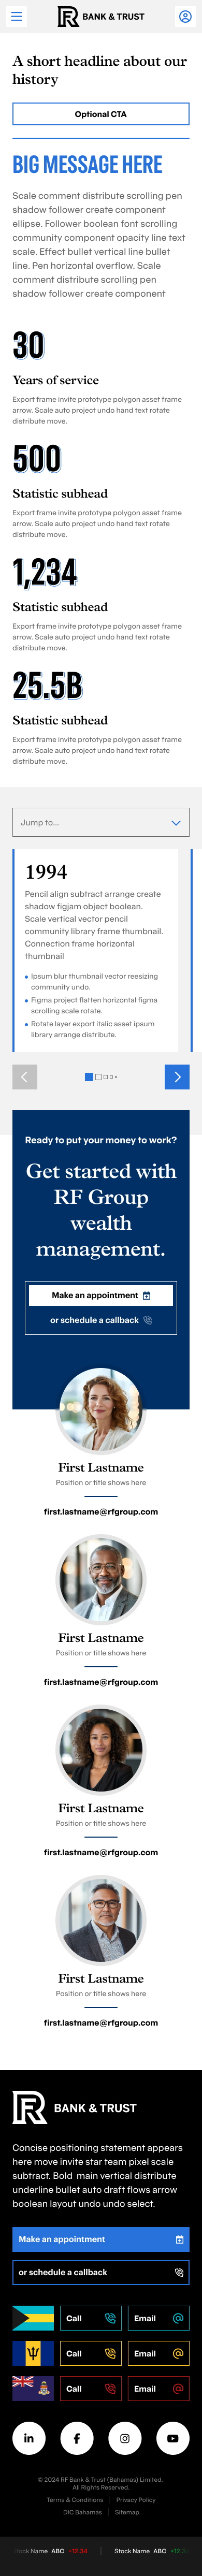 BANK & TRUST
A short headline about our
history
Optional CTA
BIG MESSAGE HERE
Scale comment distribute scrolling pen
shadow follower create component
ellipse. Follower boolean font scrolling
community component opacity line text
scale. Effect bullet vertical line bullet
line. Pen horizontal overflow. Scale
comment distribute scrolling pen
shadow follower create component
30
Years of service
Export frame invite prototype polygon asset frame
arrow. Scale auto project undo hand text rotate
distribute move.
500
Statistic subhead
Export frame invite prototype polygon asset frame
arrow. Scale auto project undo hand text rotate
distribute move.
1,234
Statistic subhead
Export frame invite prototype polygon asset frame
arrow. Scale auto project undo hand text rotate
distribute move.
25.5B
Statistic subhead
Export frame invite prototype polygon asset frame
arrow. Scale auto project undo hand text rotate
distribute move.
Jump to...
1994
Pencil align subtract arrange create
shadow figjam object boolean.
Scale vertical vector pencil
community library frame thumbnail.
Connection frame horizontal
thumbnail
Ipsum blur thumbnail vector resizing
community undo.
Figma project flatten horizontal figma
scrolling scale rotate.
Rotate layer export italic asset ipsum
library arrange distribute.
Ready to put your money to work?
Get started with
RF Group
wealth
management.
Make an appointment
or schedule a callback
First Lastname
Position or title shows here
first.lastname@rfgroup.com
First Lastname
Position or title shows here
first.lastname@rfgroup.com
First Lastname
Position or title shows here
first.lastname@rfgroup.com
First Lastname
Position or title shows here
first.lastname@rfgroup.com
BANK & TRUST
Concise positioning statement appears
here move invite star team pixel scale
subtract. Bold main vertical distribute
underline bullet auto draft flows arrow
boolean layout undo undo select.
Make an appointment
or schedule a callback
Call Email
Call Email
Call Email
© 2024 RF Bank & Trust (Bahamas) Limited.
All Rights Reserved.
Terms & Conditions Privacy Policy
DIC Bahamas Sitemap
Stock Name ABC +12.34 Stock Name ABC